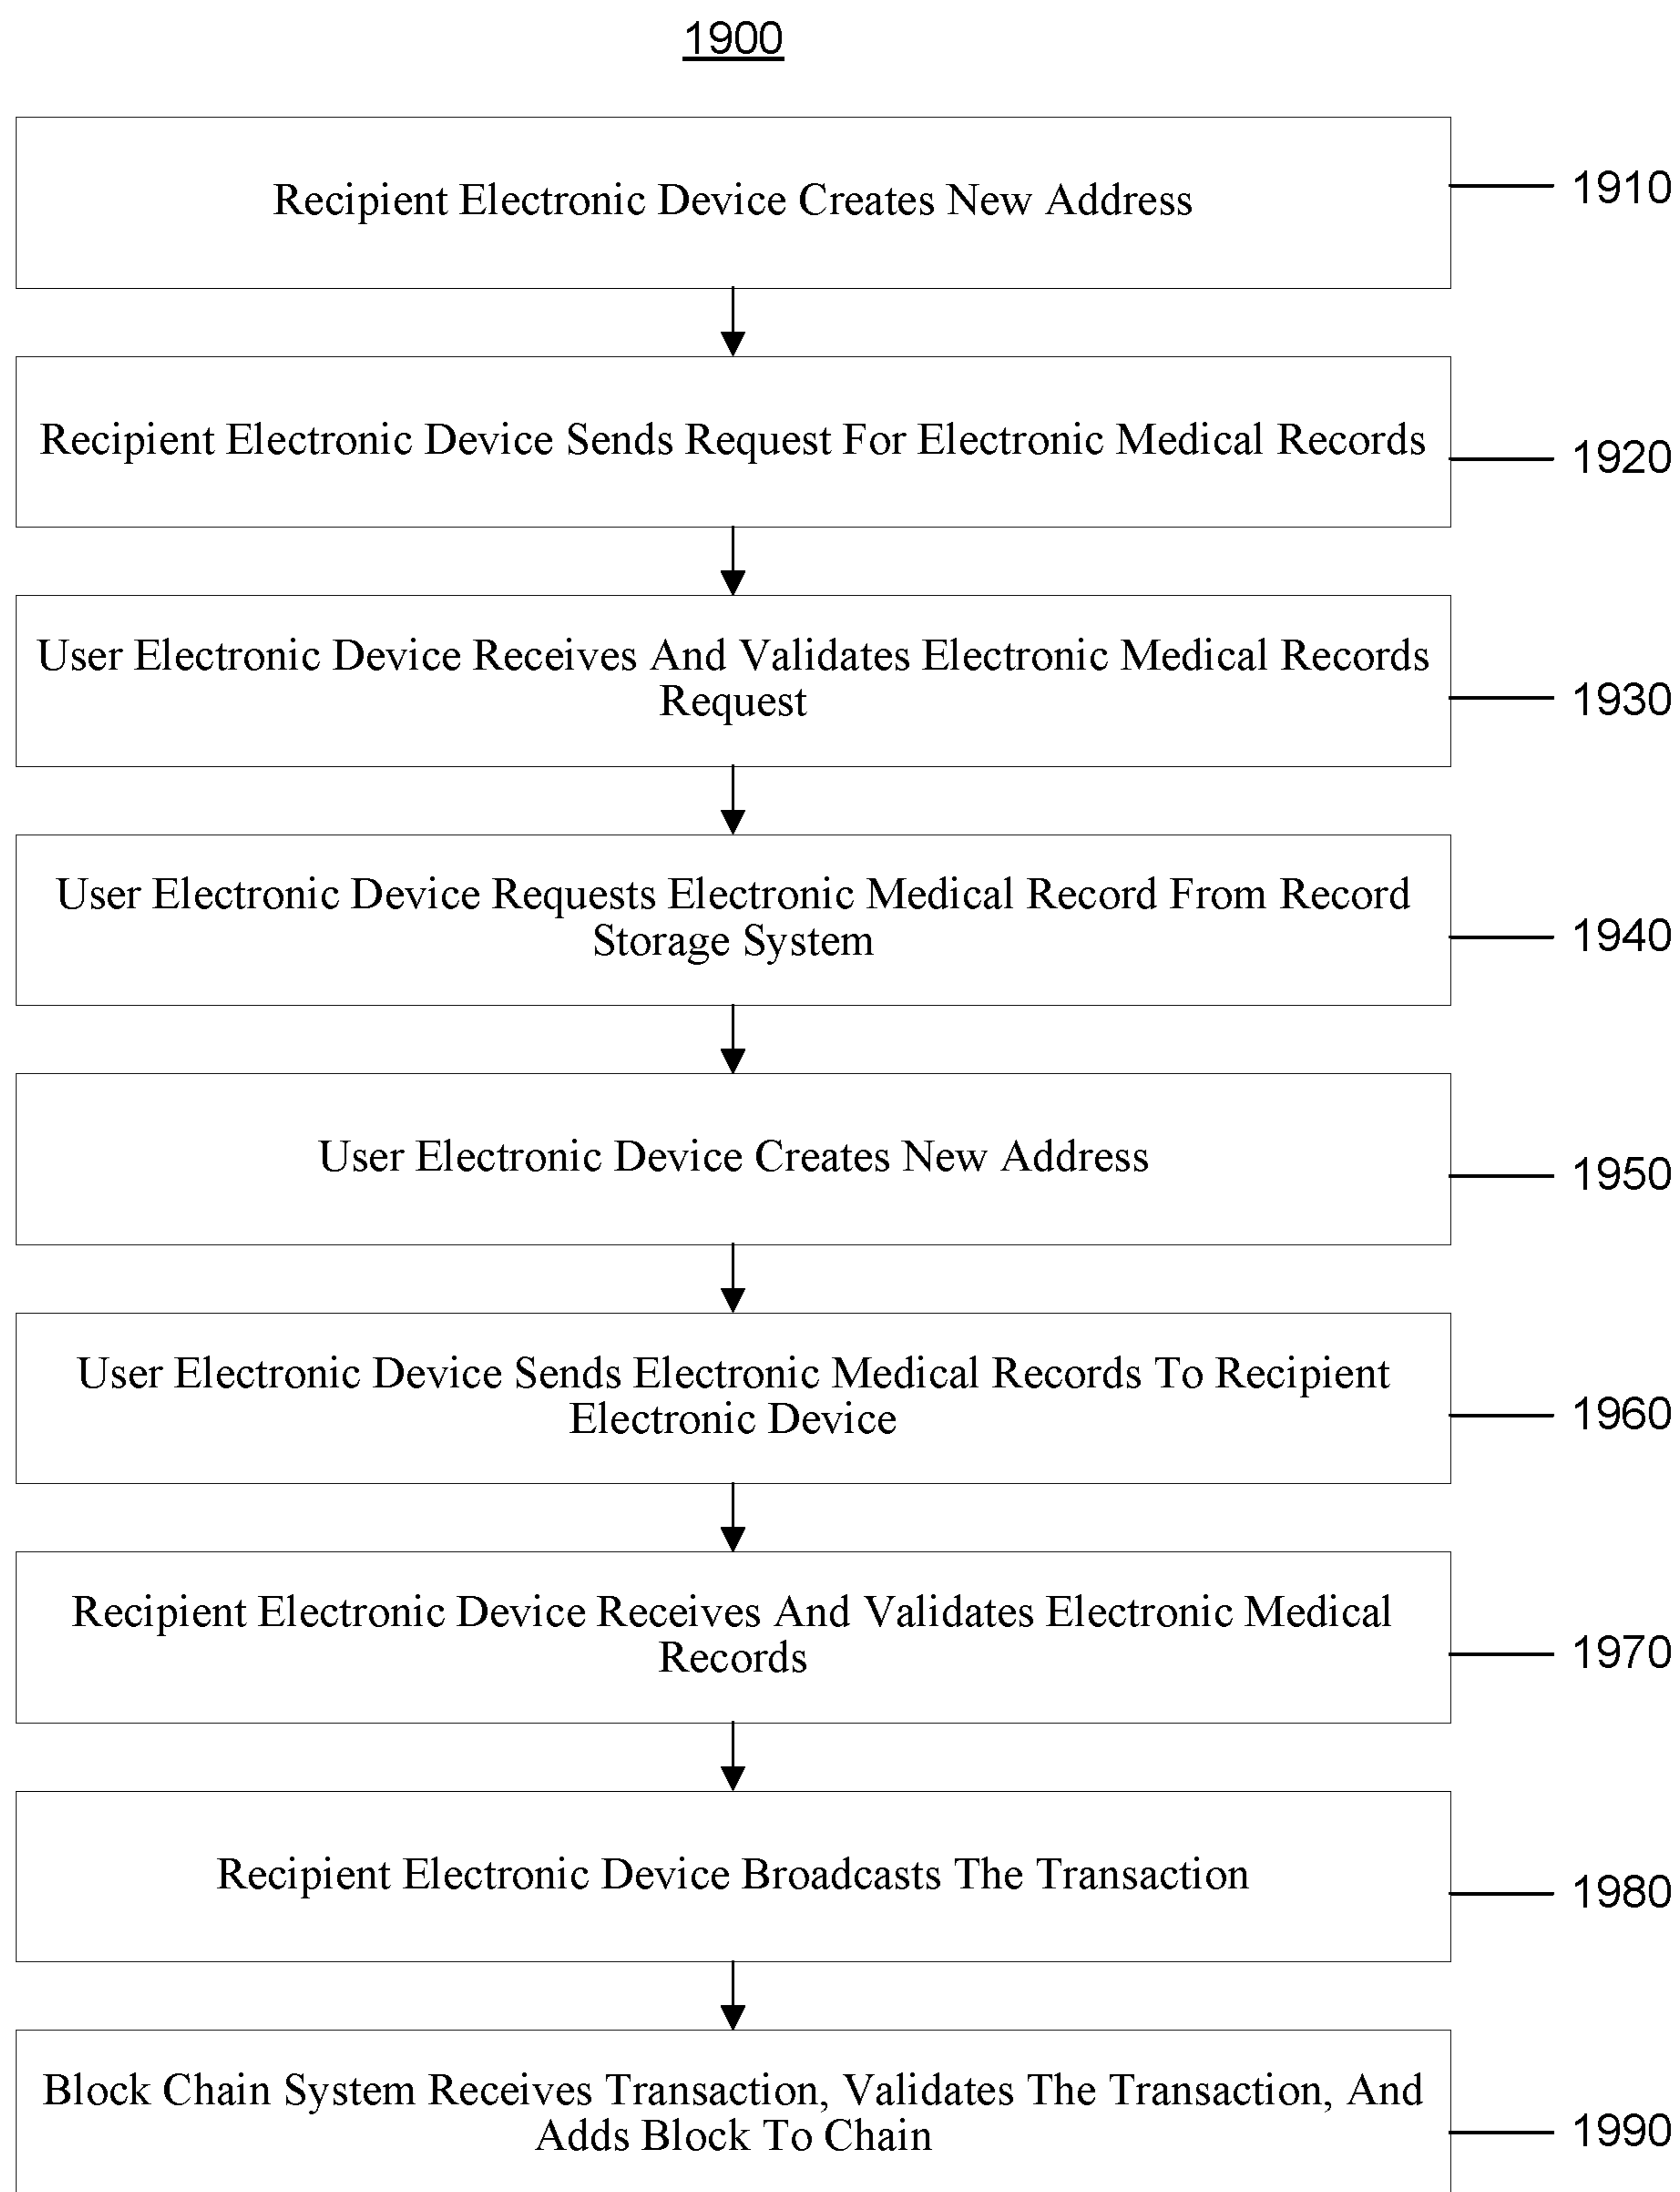 1900
Recipient Electronic Device Creates New Address
1910
Recipient Electronic Device Sends Request For Electronic Medical Records
1920
User Electronic Device Receives And Validates Electronic Medical Records
Request
1930
User Electronic Device Requests Electronic Medical Record From Record
Storage System
1940
User Electronic Device Creates New Address
1950
User Electronic Device Sends Electronic Medical Records To Recipient
Electronic Device
1960
Recipient Electronic Device Receives And Validates Electronic Medical
Records
1970
Recipient Electronic Device Broadcasts The Transaction
1980
Block Chain System Receives Transaction, Validates The Transaction, And
Adds Block To Chain
1990